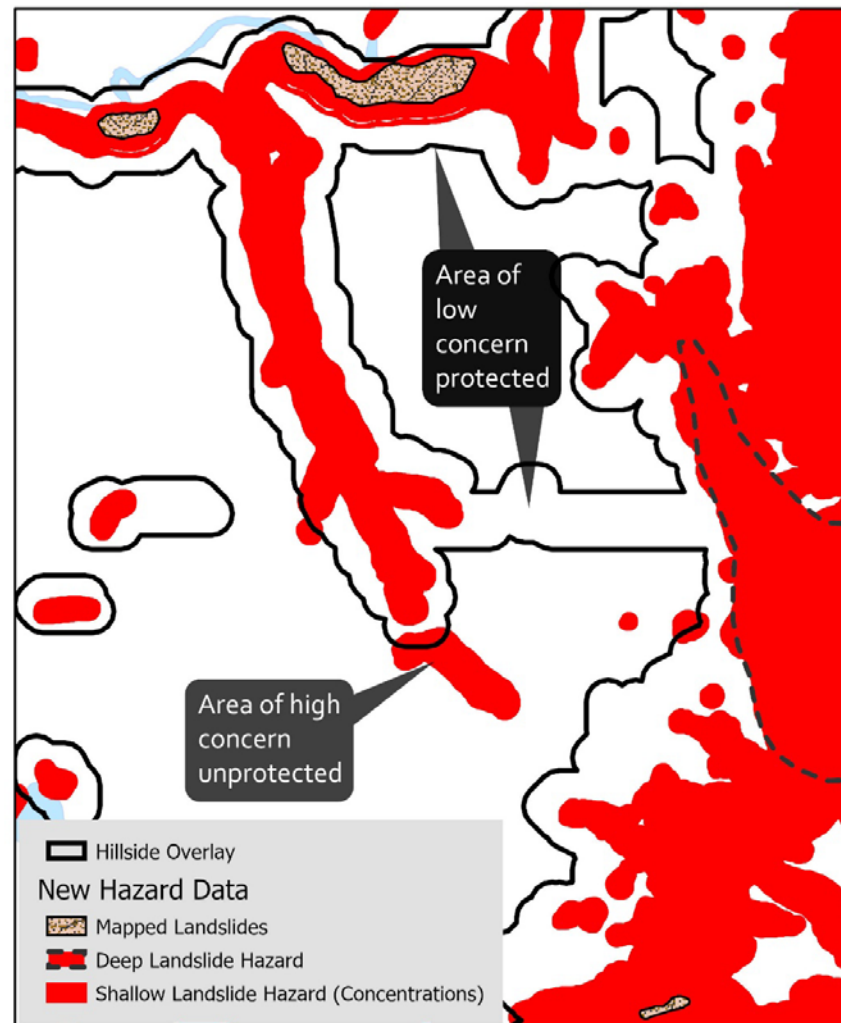 Area of
low
concern
protected
Area of high
concern
unprotected
Hillside Overlay
New Hazard Data
Mapped Landslides
Deep Landslide Hazard
Shallow Landslide Hazard (Concentrations)